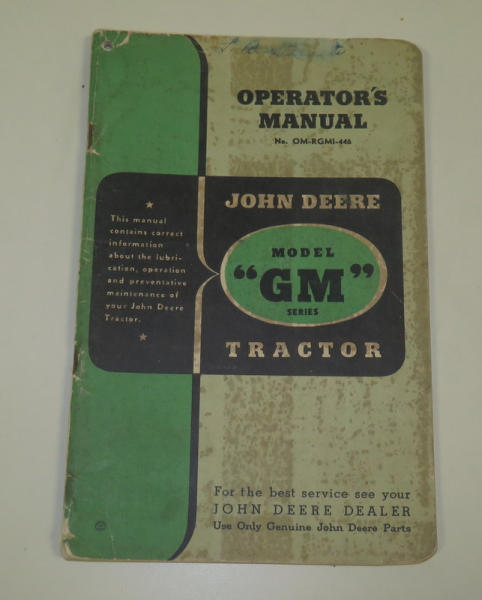 OPERATOR'S
MANUAL
No. OM-RGMI-446
This manual
contains correct
information
about the lubri-
cation, operation
and preventative
maintenance of
your John Deere
Tractor.
JOHN DEERE
MODEL
"GM"
SERIES
TRACTOR
For the best service see your
JOHN DEERE DEALER
Use Only Genuine John Deere Parts